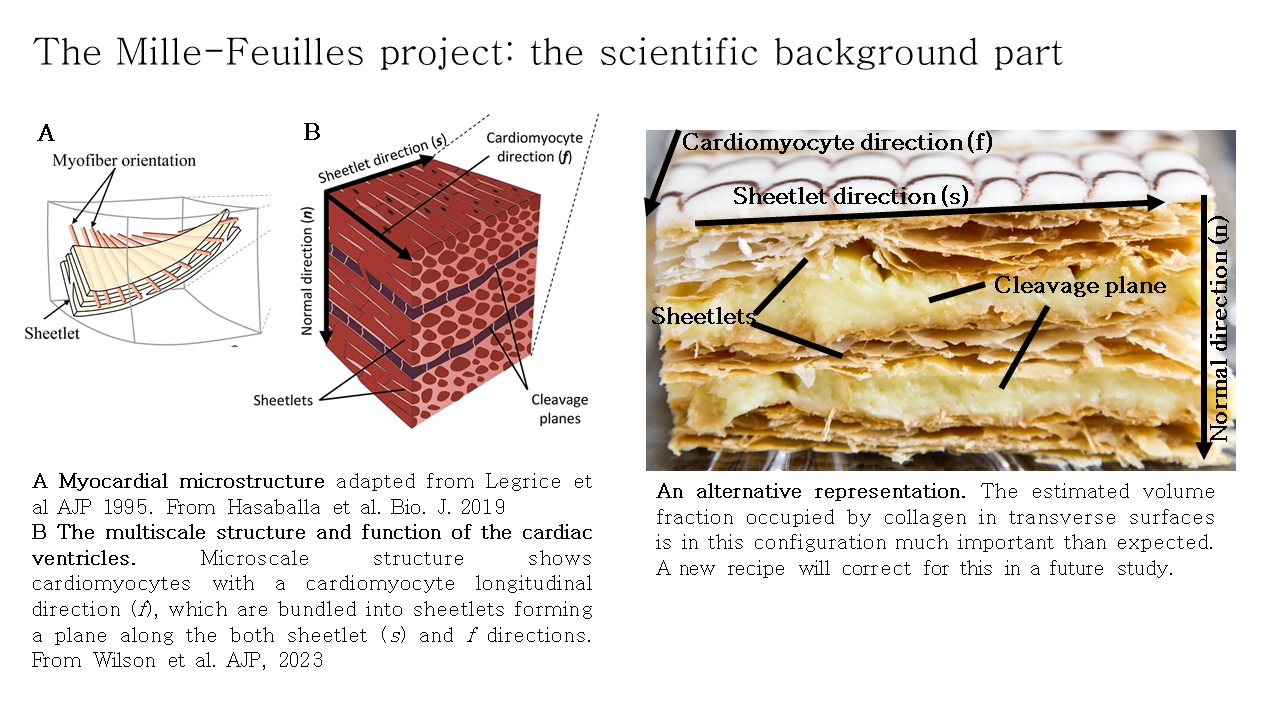 The Mille-Feuilles project: the scientific background part
A
Myofiber orientation
Sheetlet
B
Sheetlet direction (s)
Cardiomyocyte
direction (f)
Normal direction (n)
Sheetlets
Cleavage
planes
A Myocardial microstructure adapted from Legrice et
al AJP 1995. From Hasaballa et al. Bio. J. 2019
B The multiscale structure and function of the cardiac
ventricles. Microscale structure shows
cardiomyocytes with a cardiomyocyte longitudinal
direction (f), which are bundled into sheetlets forming
a plane along the both sheetlet (s) and f directions.
From Wilson et al. AJP, 2023
Cardiomyocyte direction (f)
Sheetlet direction (s)
Cleavage plane
Sheetlets
Normal direction (n)
An alternative representation. The estimated volume
fraction occupied by collagen in transverse surfaces
is in this configuration much important than expected.
A new recipe will correct for this in a future study.